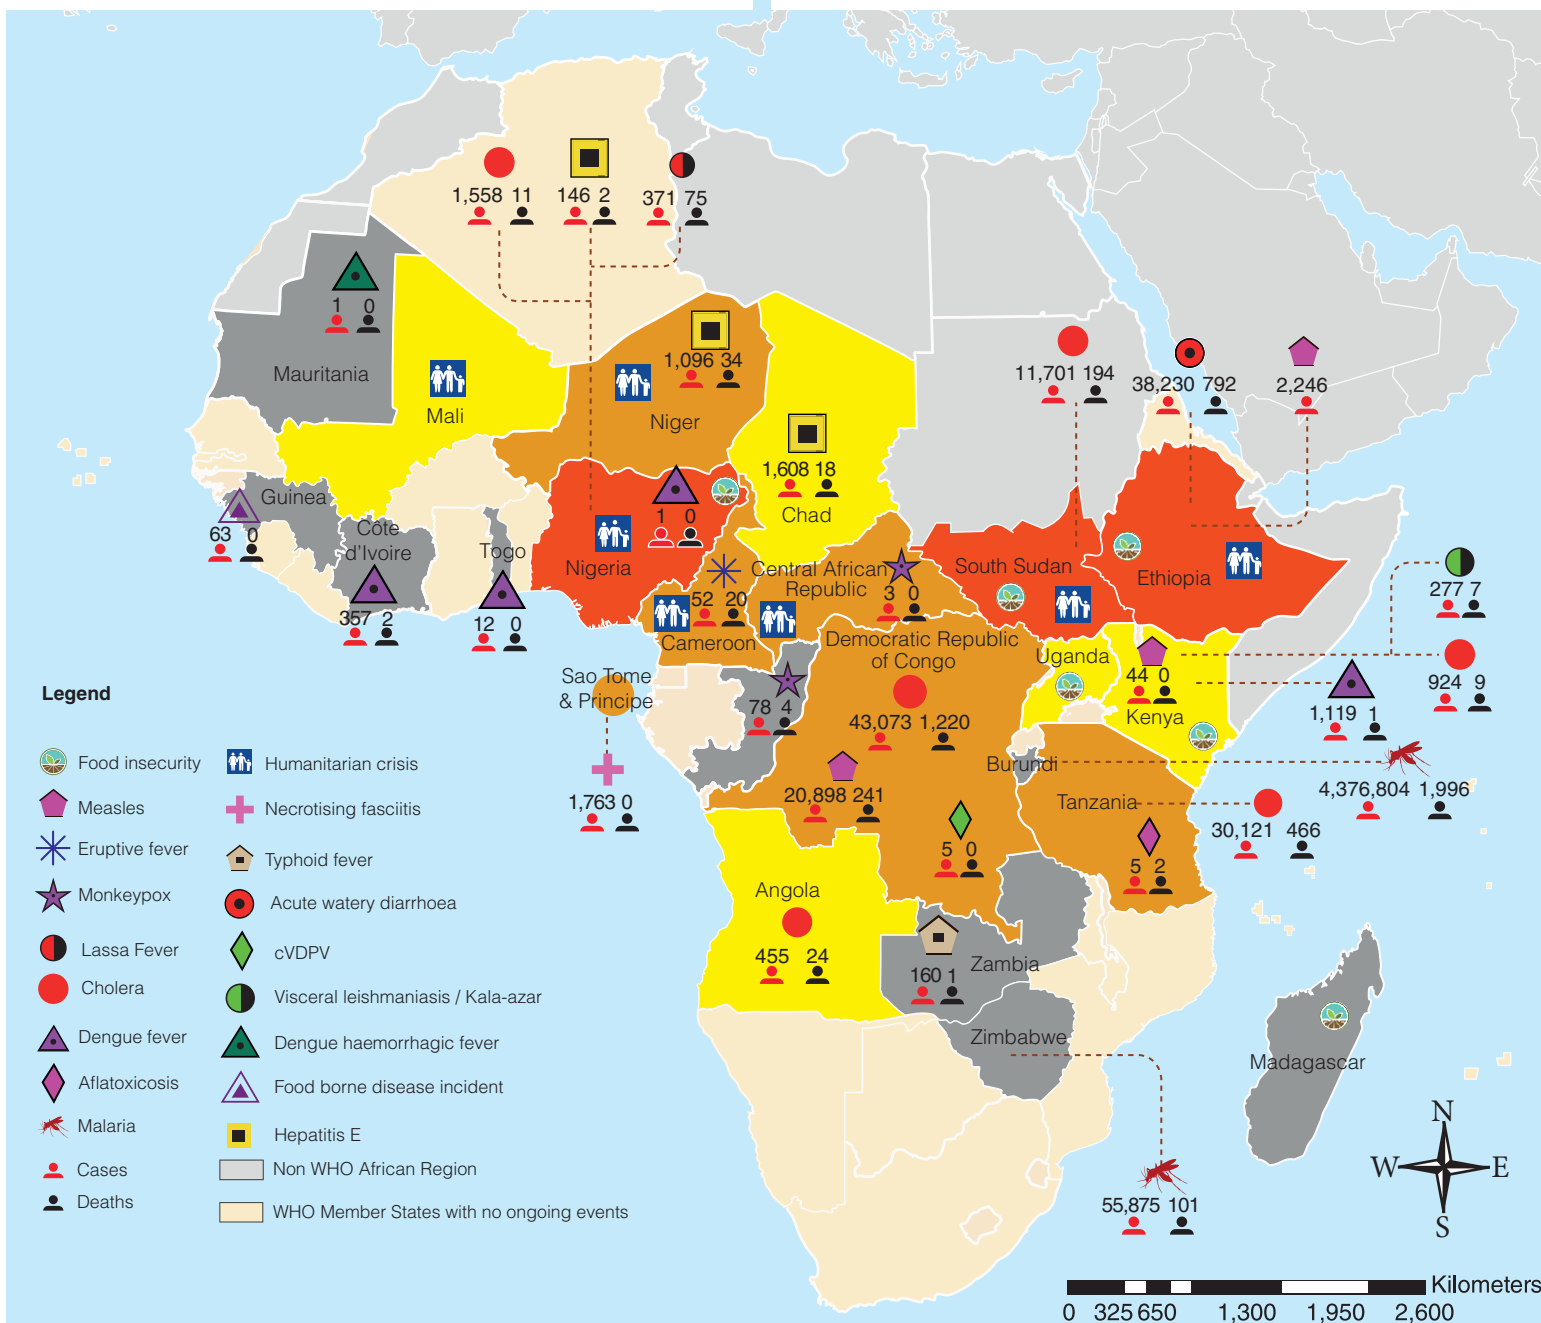 1,558 11
146 2
371 75
1 0
Mauritania
Mali
1,096 34
Niger
1,608 18
Chad
11,701 194
38,230 792
2,246
Guinea
63 0
Côte
d'Ivoire
357 2
Togo
12 0
1 0
Nigeria
52 20
Cameroon
Central African
Republic
3 0
South Sudan
Ethiopia
277 7
924 9
1,119 1
Sao Tome
& Principe
1,763 0
78 4
Democratic Republic
of Congo
43,073 1,220
20,898 241
5 0
Uganda
44 0
Kenya
Burundi
4,376,804 1,996
Tanzania
30,121 466
5 2
Angola
455 24
160 1
Zambia
Zimbabwe
55,875 101
Madagascar
Legend
Food insecurity
Measles
Eruptive fever
Monkeypox
Lassa Fever
Cholera
Dengue fever
Aflatoxicosis
Malaria
Cases
Deaths
Humanitarian crisis
Necrotising fasciitis
Typhoid fever
Acute watery diarrhoea
cVDPV
Visceral leishmaniasis / Kala-azar
Dengue haemorrhagic fever
Food borne disease incident
Hepatitis E
Non WHO African Region
WHO Member States with no ongoing events
N
W E
S
Kilometers
0 325 650 1,300 1,950 2,600